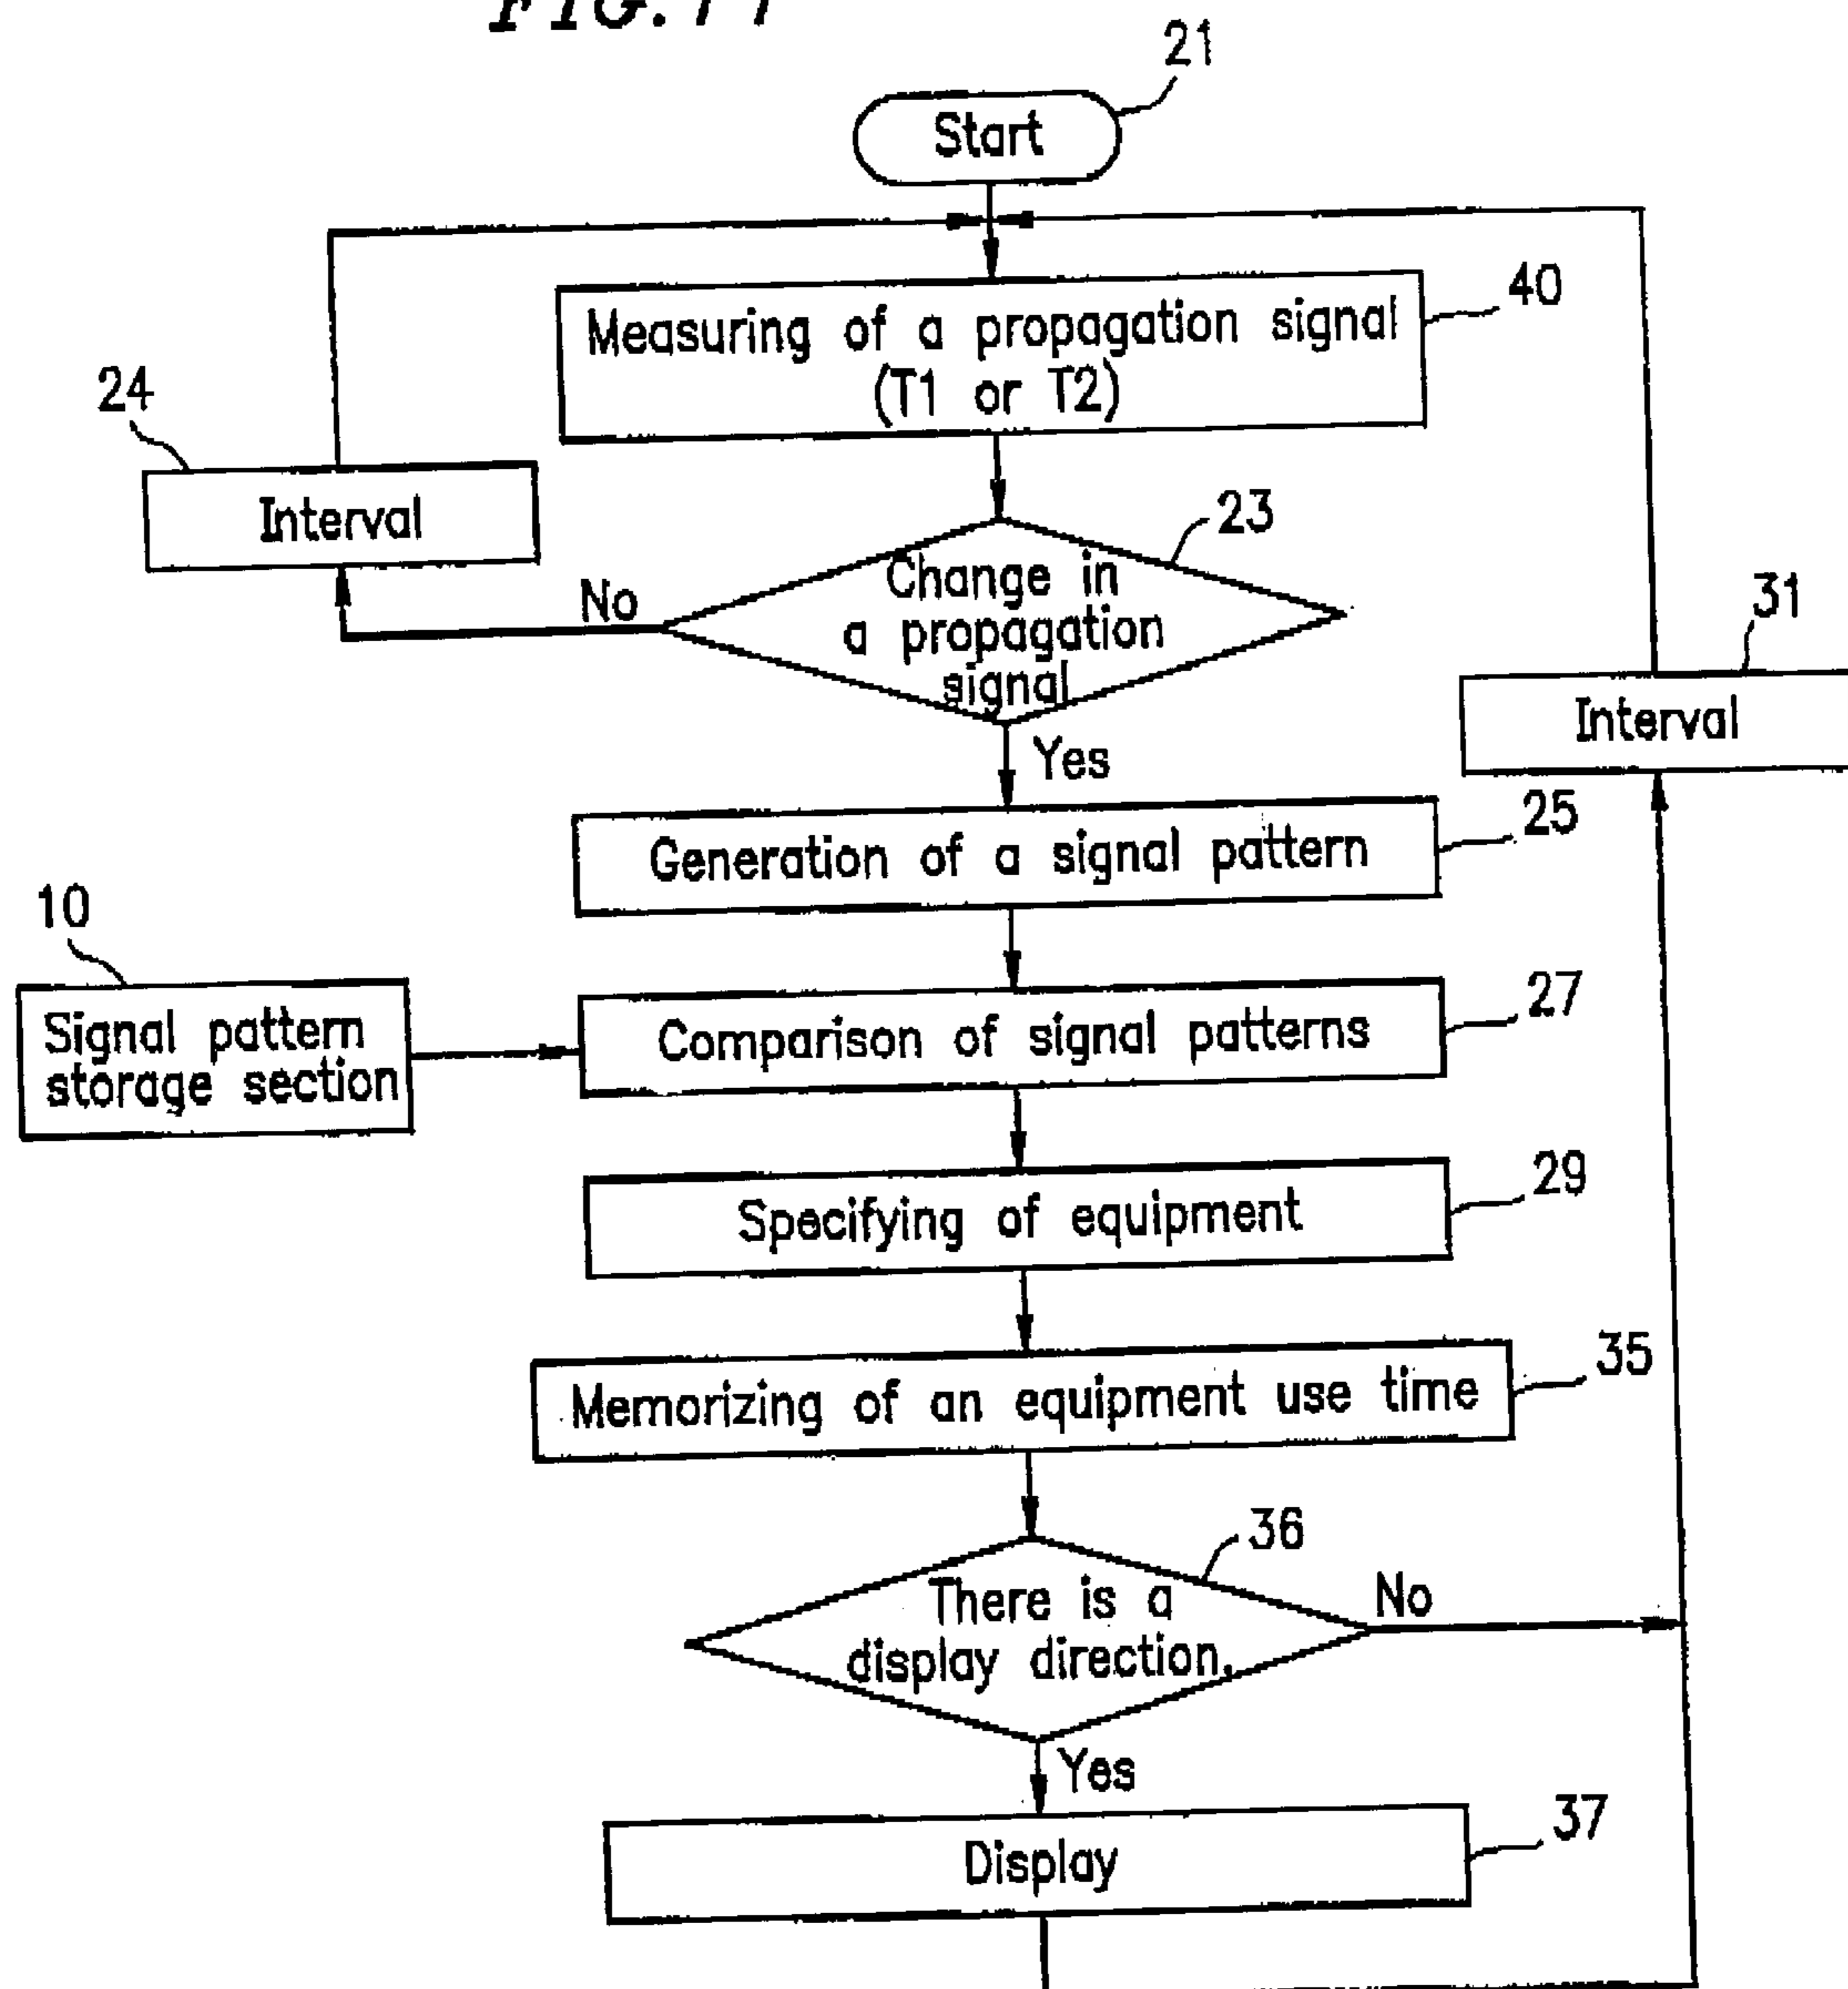 21
Start
40
Measuring of a propagation signal
(T1 or T2)
24
Interval
23
Change in
a propagation
signal
No
31
Interval
Yes
25
Generation of a signal pattern
10
Signal pattern
storage section
27
Comparison of signal patterns
29
Specifying of equipment
35
Memorizing of an equipment use time
36
There is a
display direction.
No
Yes
37
Display